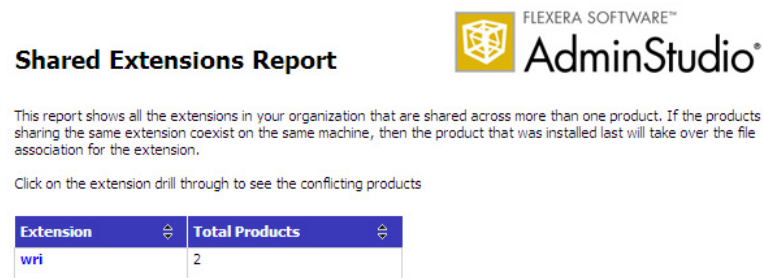 FLEXERA SOFTWARE™
AdminStudio®
Shared Extensions Report
This report shows all the extensions in your organization that are shared across more than one product. If the products
sharing the same extension coexist on the same machine, then the product that was installed last will take over the file
association for the extension.
Click on the extension drill through to see the conflicting products
Extension Total Products
wri 2